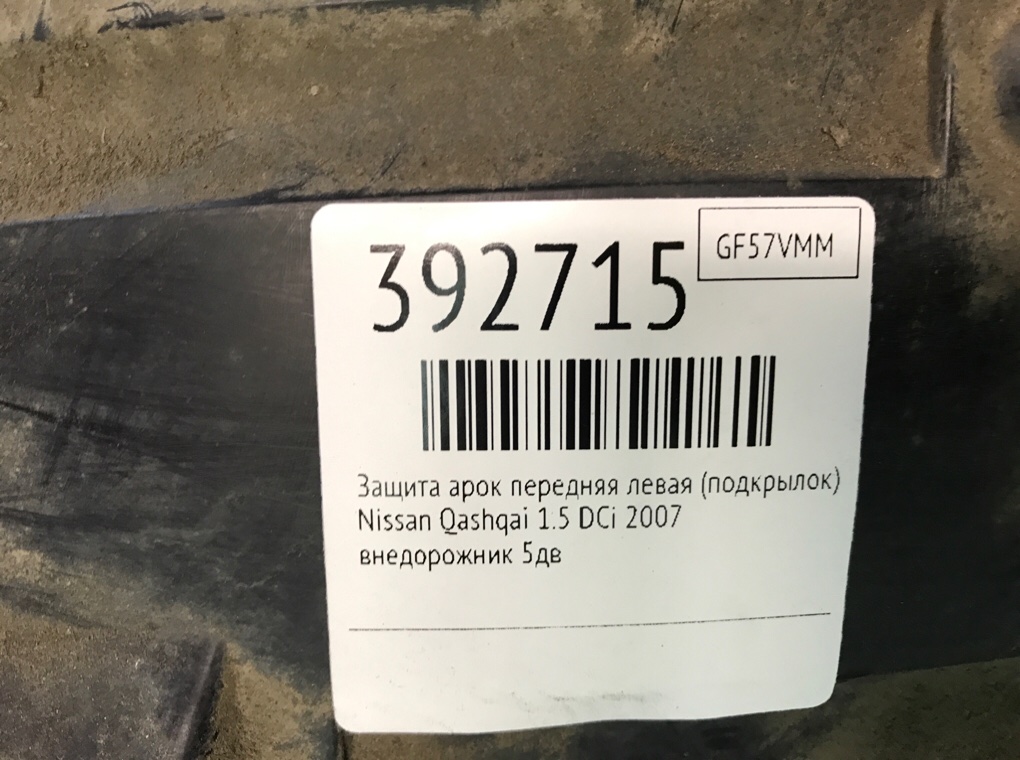 392715
GF57VMM
Защита арок передняя левая (подкрылок)
Nissan Qashqai 1.5 DCi 2007
внедорожник 5дв